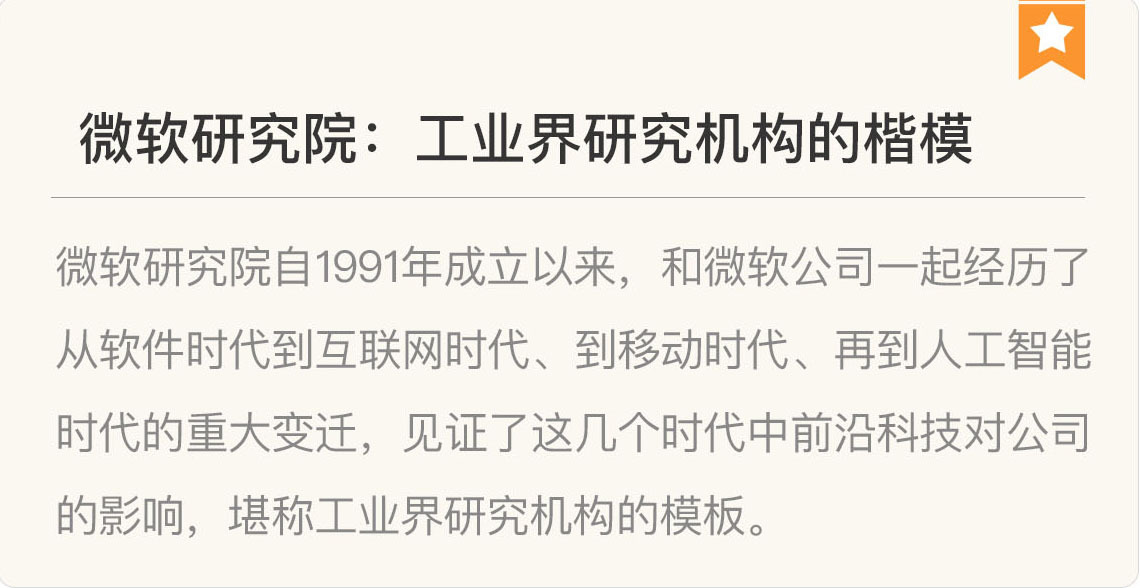 微软研究院：工业界研究机构的楷模
微软研究院自1991年成立以来，和微软公司一起经历了
从软件时代到互联网时代、到移动时代、再到人工智能
时代的重大变迁，见证了这几个时代中前沿科技对公司
的影响，堪称工业界研究机构的模板。